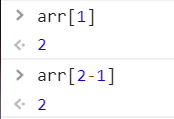 > arr[1]
<· 2
> arr[2-1]
<· 2